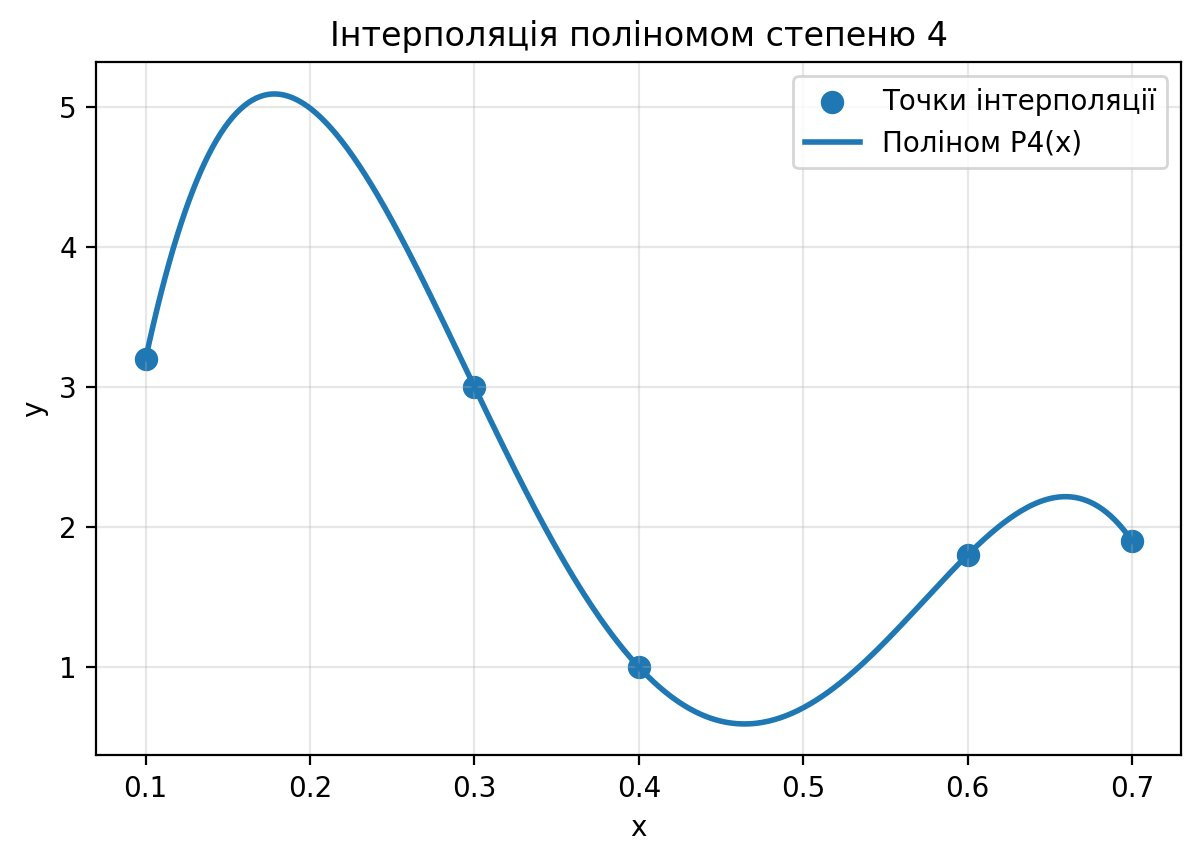 Інтерполяція поліномом степеню 4
Точки інтерполяції
Поліном P4(x)
5
4
3
2
1
y
0.1 0.2 0.3 0.4 0.5 0.6 0.7
x